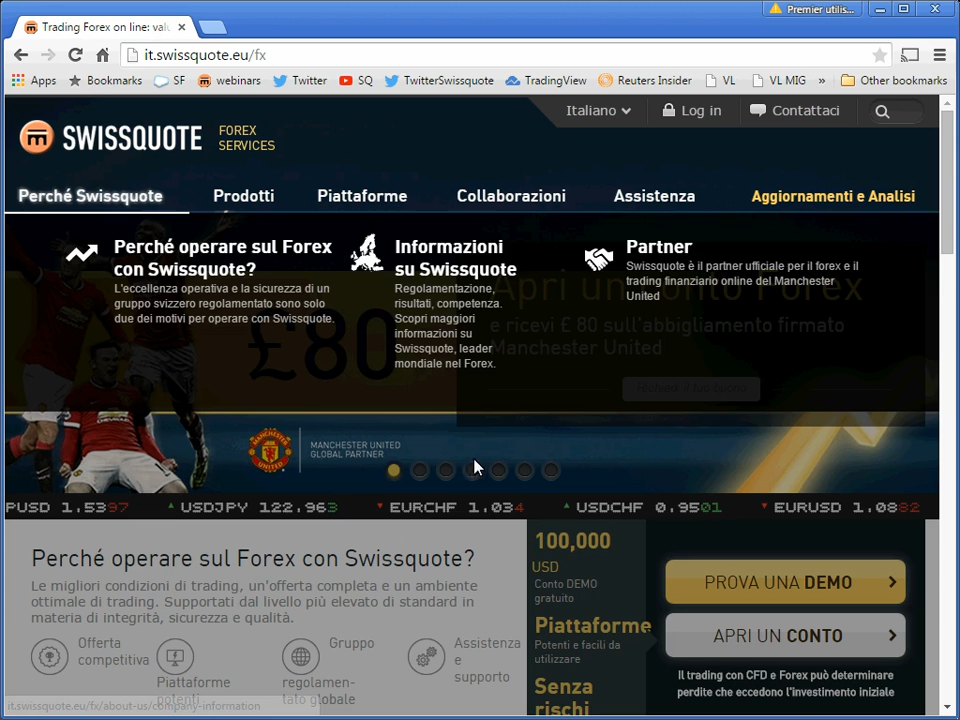 Premier utilis...
Trading Forex on line: valu
it.swissquote.eu/fx
Apps
Bookmarks
SF
webinars
Twitter
SQ
TwitterSwissquote
TradingView
Reuters Insider
VL
VL MIG
»
Other bookmarks
SWISSQUOTE
FOREX
SERVICES
Italiano
Log in
Contattaci
Perché Swissquote
Prodotti
Piattaforme
Collaborazioni
Assistenza
Aggiornamenti e Analisi
Perché operare sul Forex
con Swissquote?
L'eccellenza operativa e la sicurezza di un
gruppo svizzero regolamentato sono solo
due dei motivi per operare con Swissquote.
Informazioni
su Swissquote
Regolamentazione,
risultati, competenza.
Scopri maggiori
informazioni su
Swissquote, leader
mondiale nel Forex.
Partner
Swissquote è il partner ufficiale per il forex e il
trading finanziario online del Manchester
United
Apri un conto Forex
e ricevi £ 80 sull'abbigliamento firmato
Manchester United
£80
MANCHESTER UNITED
GLOBAL PARTNER
PUSD 1.5397
USDJPY 122.963
EURCHF 1.034
USDCHF 0.9501
EURUSD 1.0882
Perché operare sul Forex con Swissquote?
Le migliori condizioni di trading, un'offerta completa e un ambiente
ottimale di trading. Supportati dal livello più elevato di standard in
materia di integrità, sicurezza e qualità.
Offerta
competitiva
Piattaforme
potenti
Gruppo
regolamen-
tato globale
Assistenza
e
supporto
100,000
USD
Conto DEMO
gratuito
Piattaforme
Potenti e facili da
utilizzare
Senza
rischi
PROVA UNA DEMO
APRI UN CONTO
Il trading con CFD e Forex può determinare
perdite che eccedono l'investimento iniziale
it.swissquote.eu/fx/about-us/company-information